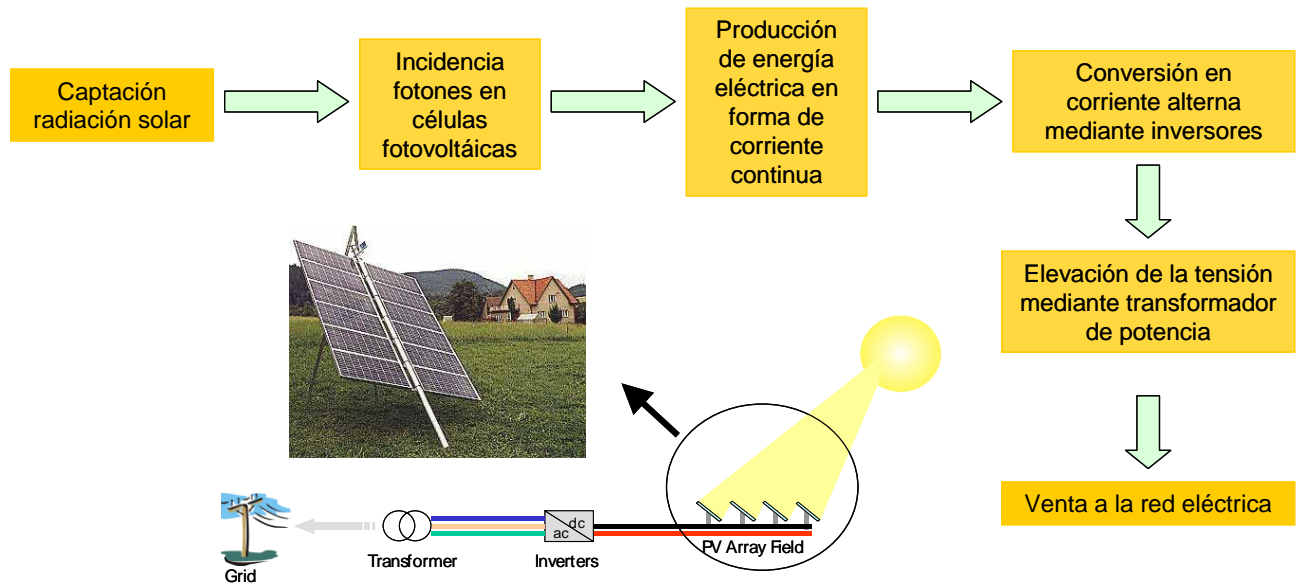 Captación
radiación solar
Incidencia
fotones en
células
fotovoltáicas
Producción
de energía
eléctrica en
forma de
corriente
continua
Conversión en
corriente alterna
mediante inversores
Elevación de la tensión
mediante transformador
de potencia
Venta a la red eléctrica
Grid
Transformer
ac
dc
Inverters
PV Array Field